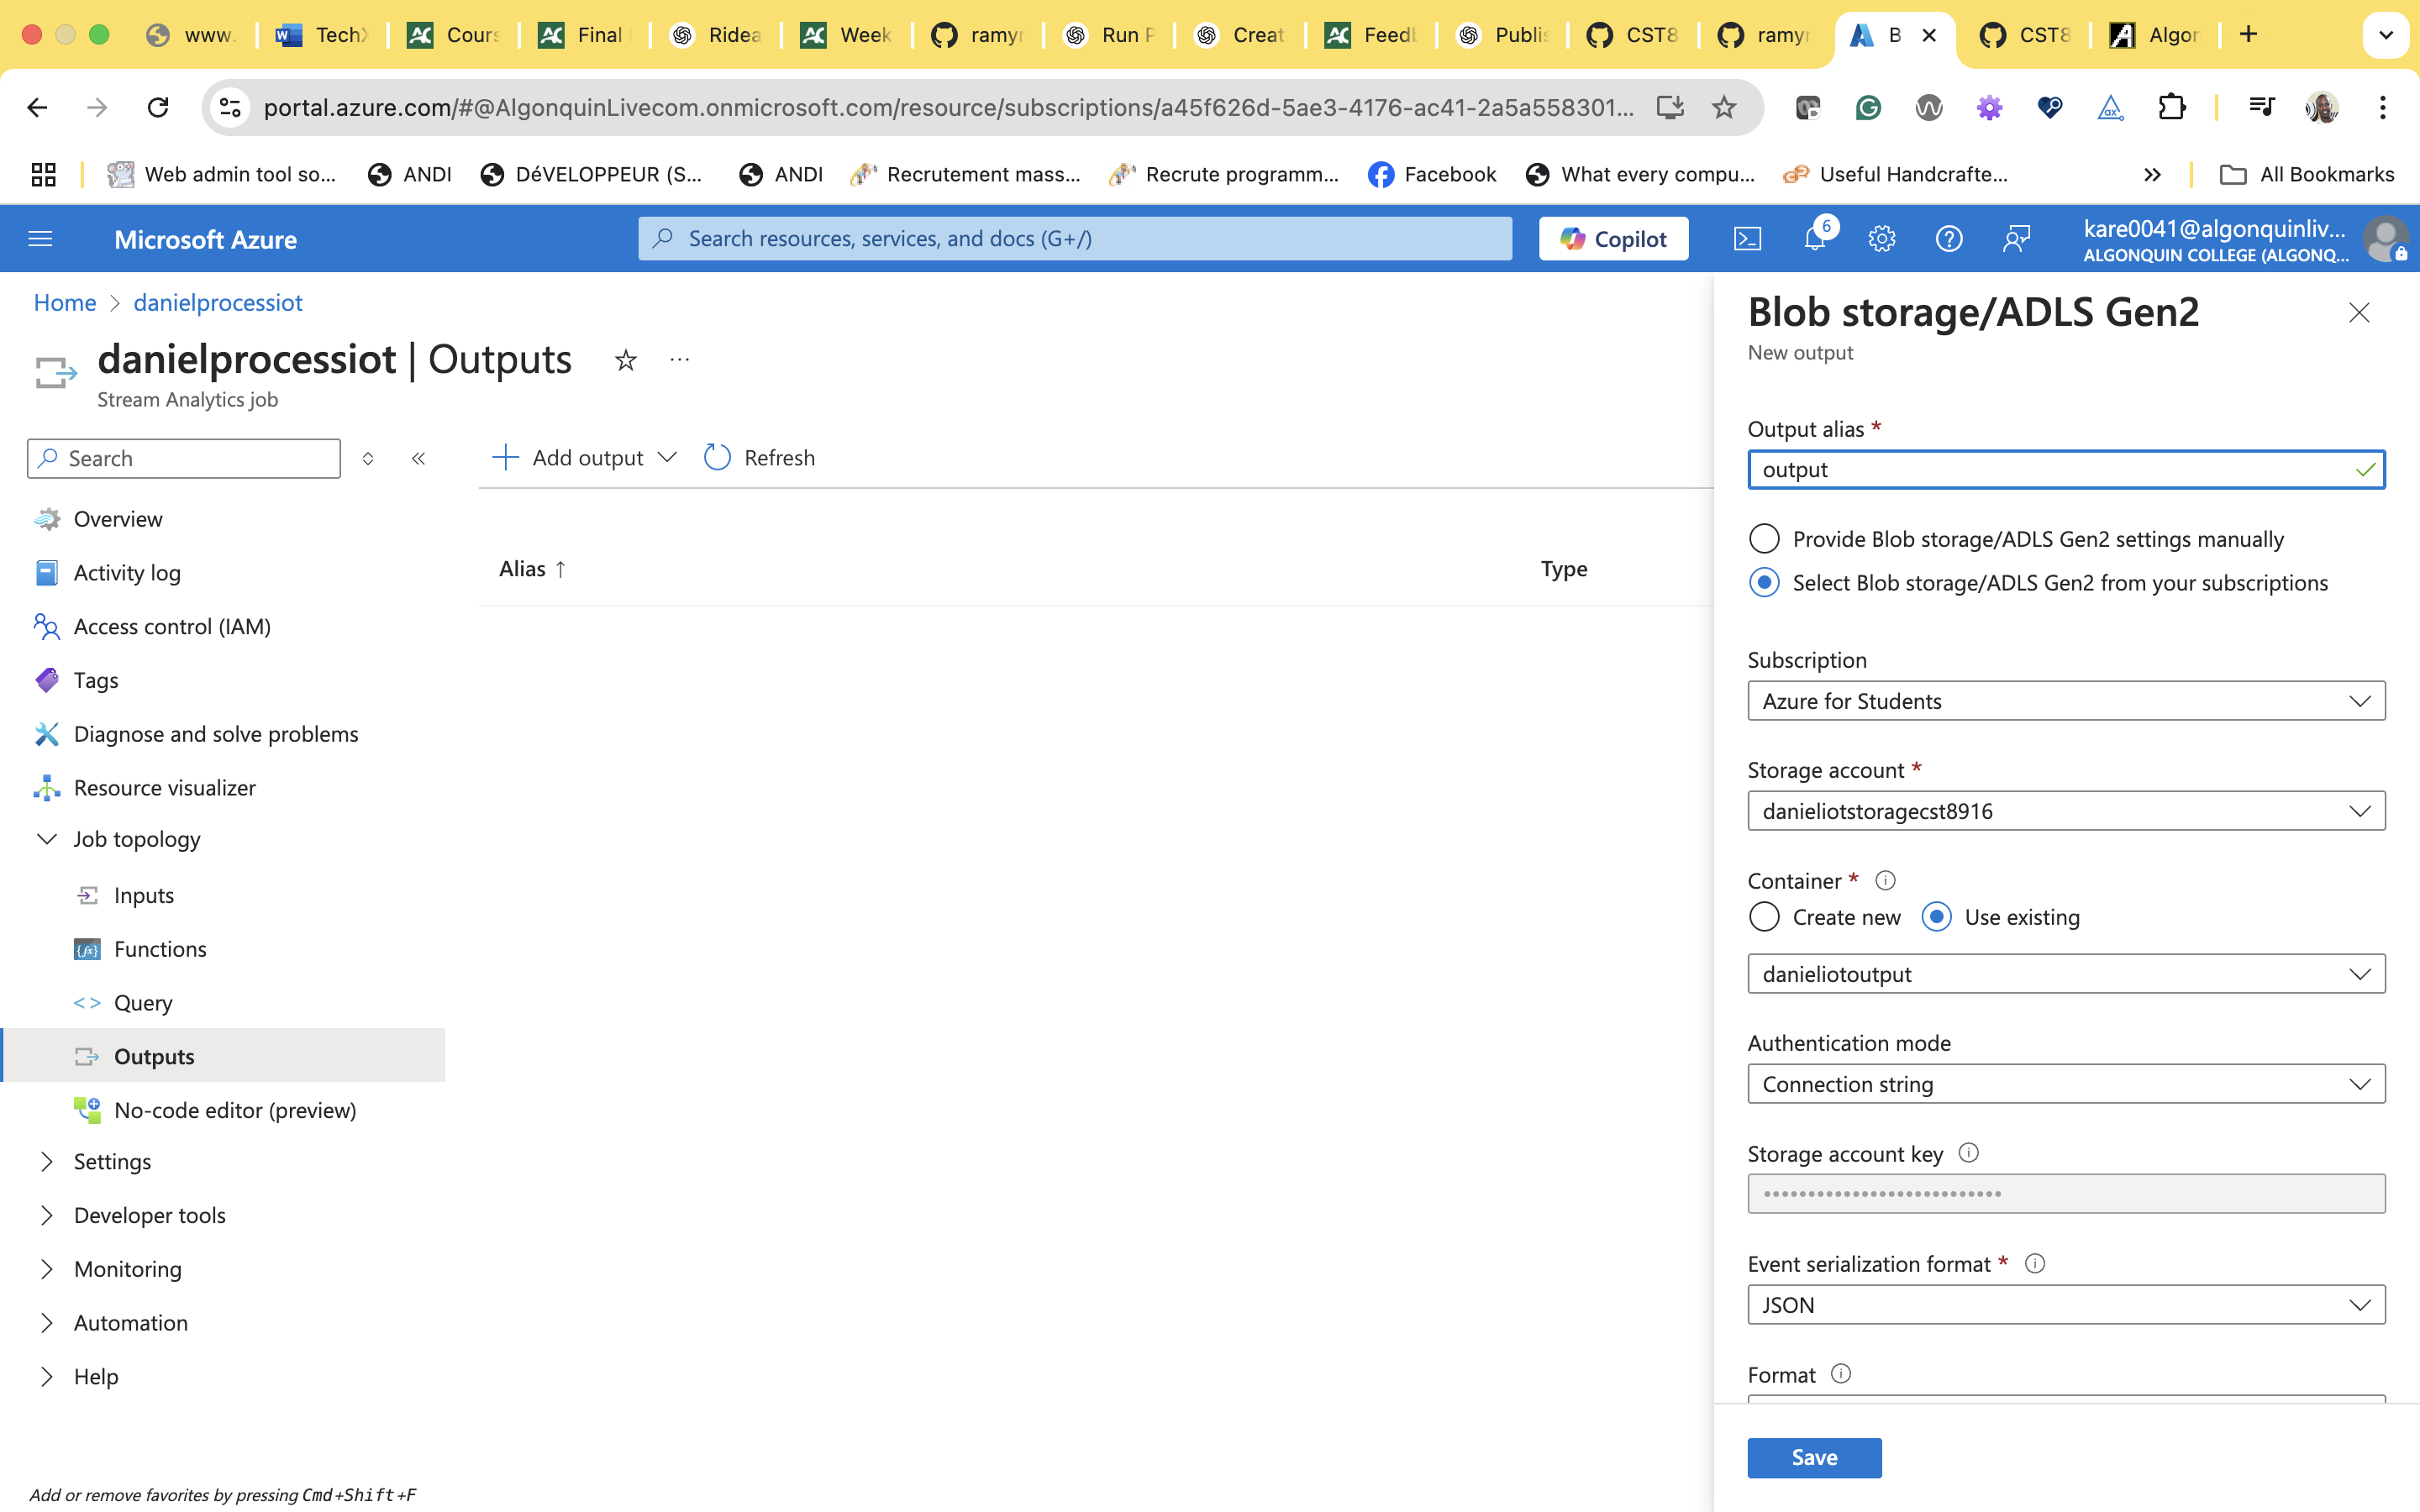 www.
TechX
Cours
Final
Ridea
Week
ramyr
Run P
Creat
Feedb
Publis
CST8
ramyr
B
CST8
Algor
portal.azure.com/#@AlgonquinLivecom.onmicrosoft.com/resource/subscriptions/a45f626d-5ae3-4176-ac41-2a5a558301...
Web admin tool so...
ANDI
DéVELOPPEUR (S...
ANDI
Recrutement mass...
Recrute programm...
Facebook
What every compu...
Useful Handcrafte...
All Bookmarks
Microsoft Azure
Search resources, services, and docs (G+/)
Copilot
6
kare0041@algonquinliv...
ALGONQUIN COLLEGE (ALGONQ...
Home > danielprocessiot
danielprocessiot | Outputs
Stream Analytics job
Search
Overview
Activity log
Access control (IAM)
Tags
Diagnose and solve problems
Resource visualizer
Job topology
Inputs
Functions
Query
Outputs
No-code editor (preview)
Settings
Developer tools
Monitoring
Automation
Help
Add or remove favorites by pressing Cmd+Shift+F
Add output
Refresh
Alias ↑
Type
Blob storage/ADLS Gen2
New output
Output alias *
output
Provide Blob storage/ADLS Gen2 settings manually
Select Blob storage/ADLS Gen2 from your subscriptions
Subscription
Azure for Students
Storage account *
danieliotstoragecst8916
Container *
Create new
Use existing
danieliotoutput
Authentication mode
Connection string
Storage account key
Event serialization format *
JSON
Format
Save